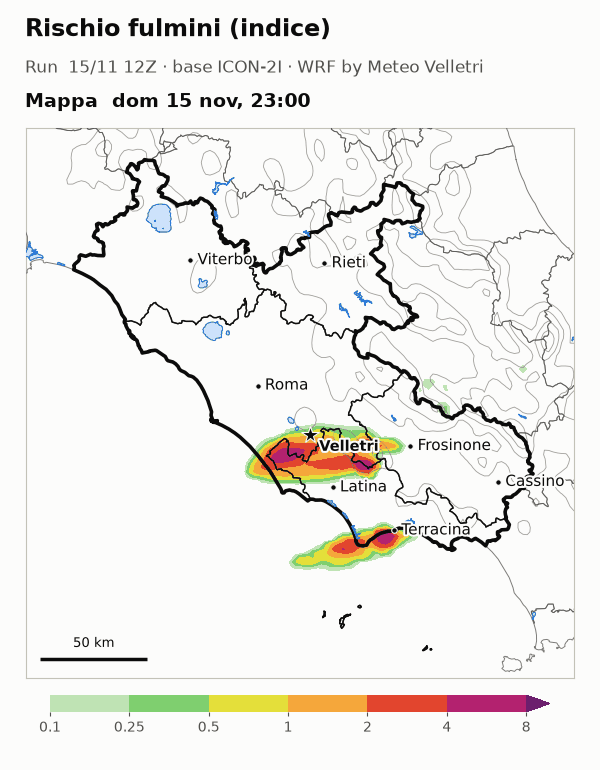 Rischio fulmini (indice)
Run  15/11 12Z · base ICON-2I · WRF by Meteo Velletri
Mappa  dom 15 nov, 23:00
Viterbo
Rieti
Roma
Velletri
Frosinone
Latina
Cassino
Terracina
50 km
0.1 0.25 0.5 1 2 4 8